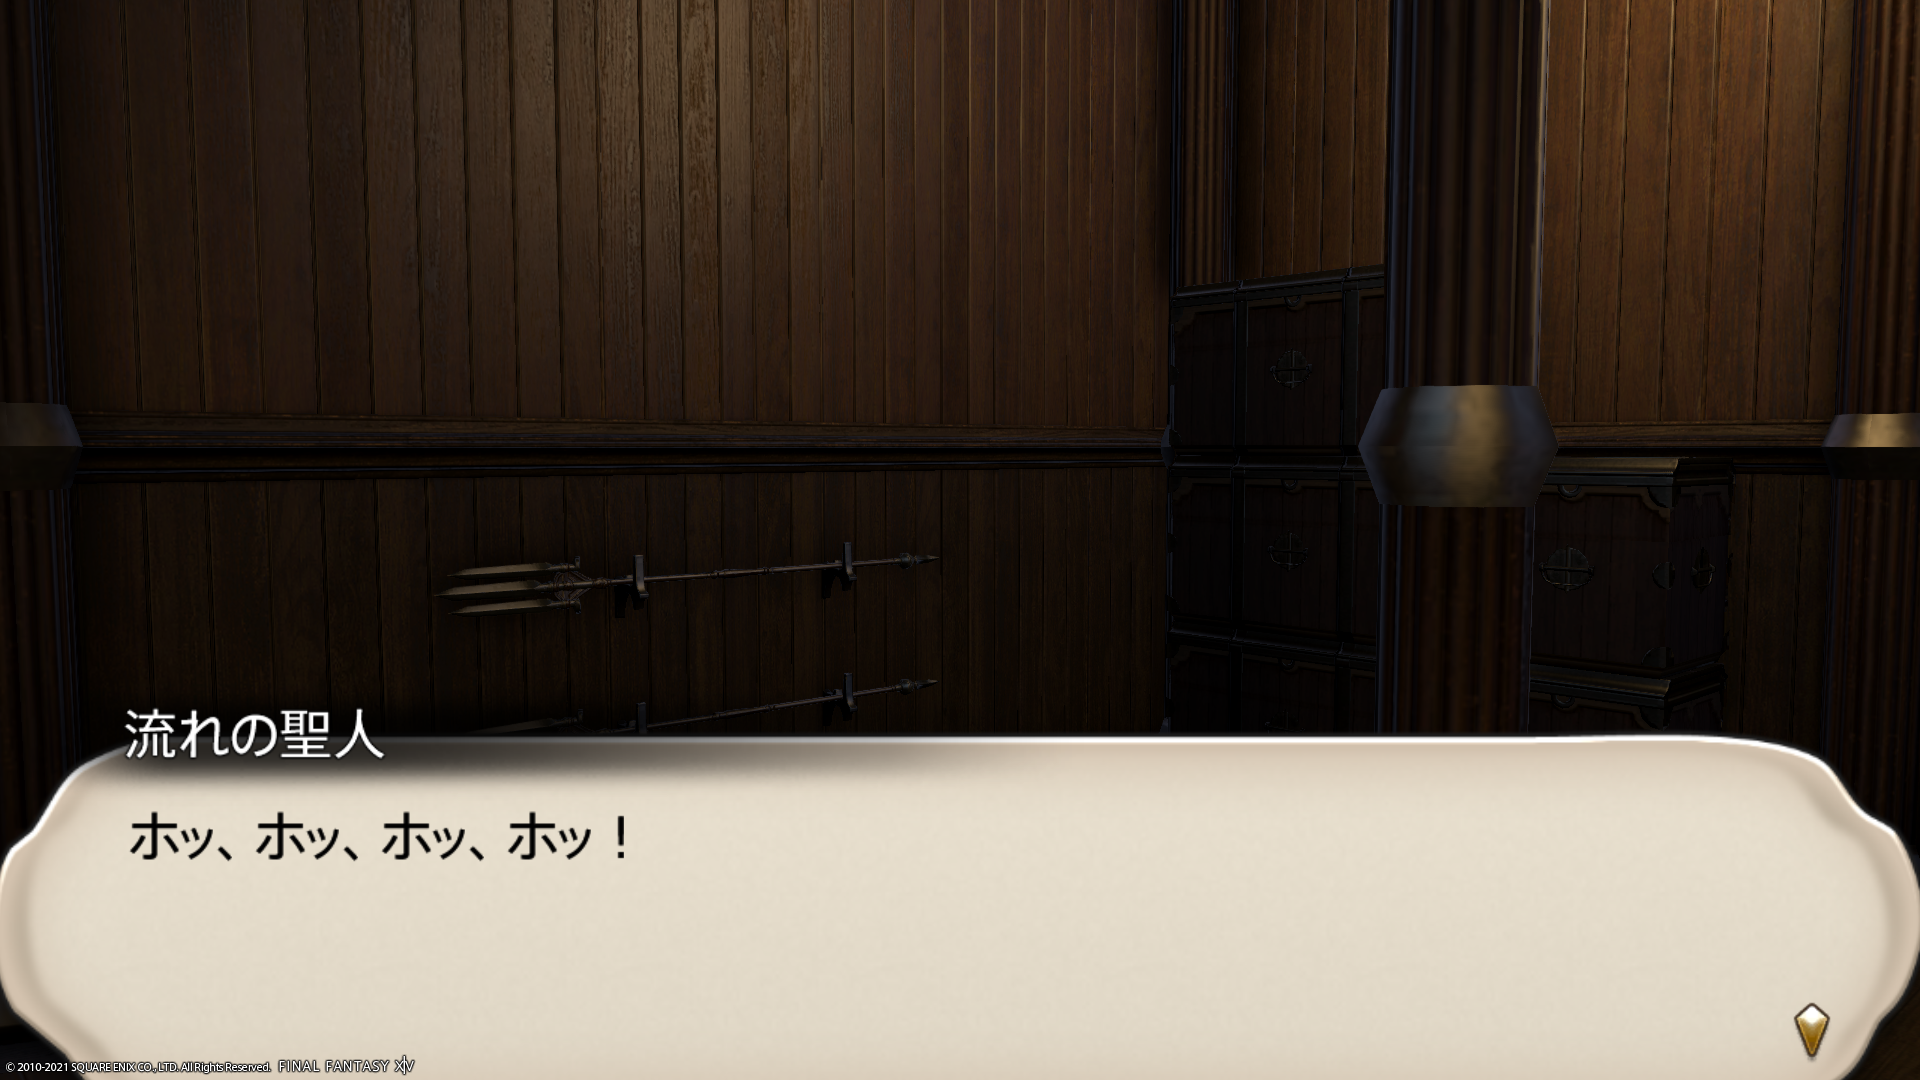 流れの聖人
ホッ、ホッ、ホッ、ホッ！
© 2010-2021 SQUARE ENIX CO., LTD. All Rights Reserved. FINAL FANTASY XIV